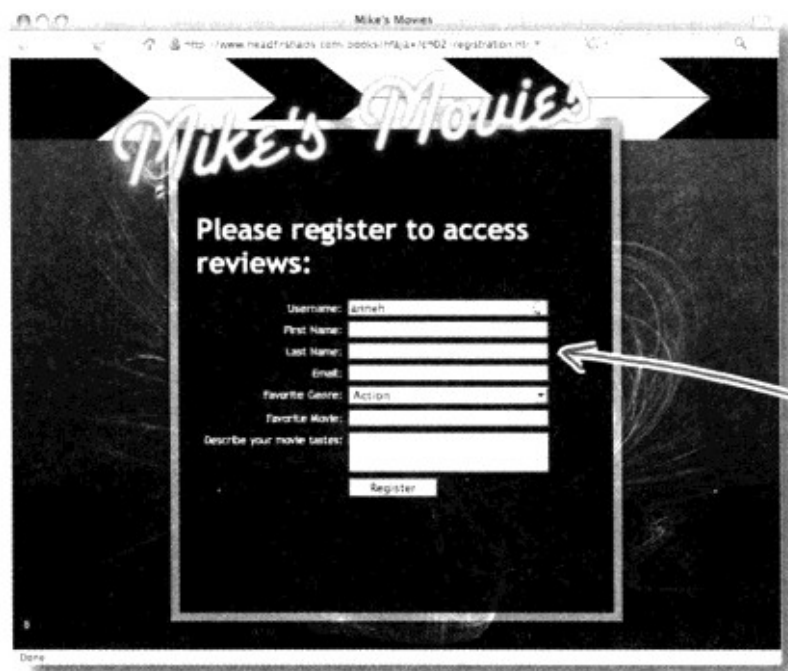 Mike's Movies
Mike's Movies
Please register to access
reviews:
Username: anneh
First Name:
Last Name:
Email:
Favorite Genre: Action
Favorite Movie:
Describe your movie tastes:
Register
Done